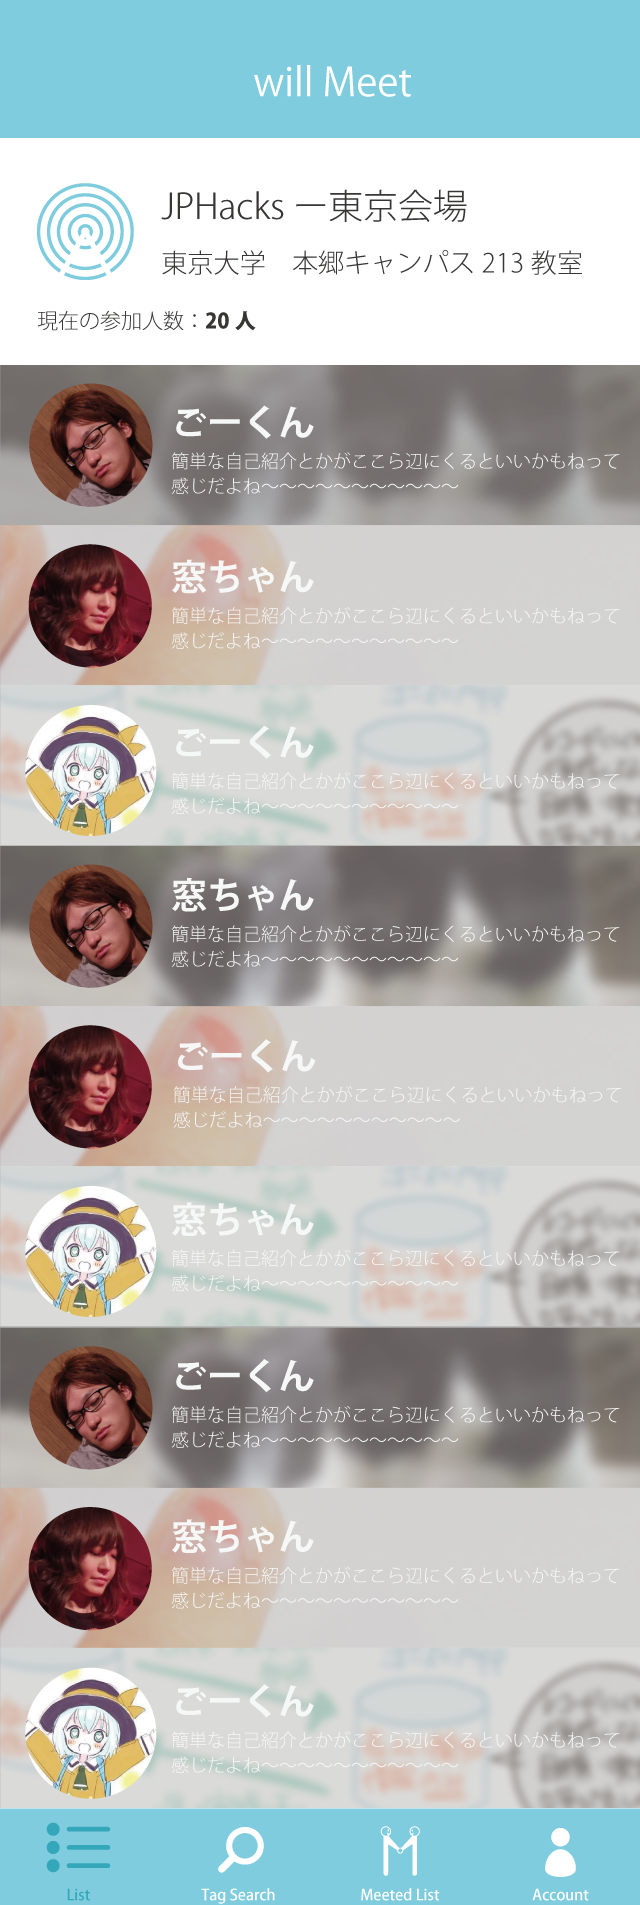 will Meet
JPHacks ー東京会場
東京大学　本郷キャンパス 213 教室
現在の参加人数：20 人
ごーくん
簡単な自己紹介とかがここら辺にくるといいかもねって
感じだよね〜〜〜〜〜〜〜〜〜〜〜
窓ちゃん
簡単な自己紹介とかがここら辺にくるといいかもねって
感じだよね〜〜〜〜〜〜〜〜〜〜〜
ごーくん
簡単な自己紹介とかがここら辺にくるといいかもねって
感じだよね〜〜〜〜〜〜〜〜〜〜〜
窓ちゃん
簡単な自己紹介とかがここら辺にくるといいかもねって
感じだよね〜〜〜〜〜〜〜〜〜〜〜
ごーくん
簡単な自己紹介とかがここら辺にくるといいかもねって
感じだよね〜〜〜〜〜〜〜〜〜〜〜
窓ちゃん
簡単な自己紹介とかがここら辺にくるといいかもねって
感じだよね〜〜〜〜〜〜〜〜〜〜〜
ごーくん
簡単な自己紹介とかがここら辺にくるといいかもねって
感じだよね〜〜〜〜〜〜〜〜〜〜〜
窓ちゃん
簡単な自己紹介とかがここら辺にくるといいかもねって
感じだよね〜〜〜〜〜〜〜〜〜〜〜
ごーくん
簡単な自己紹介とかがここら辺にくるといいかもねって
感じだよね〜〜〜〜〜〜〜〜〜〜〜
List
Tag Search
Meeted List
Account